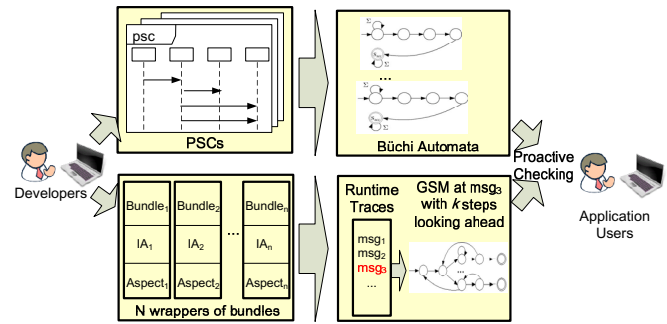 psc
PSCs
Σ
...
Σ
Büchi Automata
Developers
Proactive
Checking
Application
Users
Bundle1 Bundle2 Bundlen
IA1 IA2 ... IAn
Aspect1 Aspect2 Aspectn
N wrappers of bundles
Runtime
Traces
msg1
msg2
msg3
...
GSM at msg3
with k steps
looking ahead
...